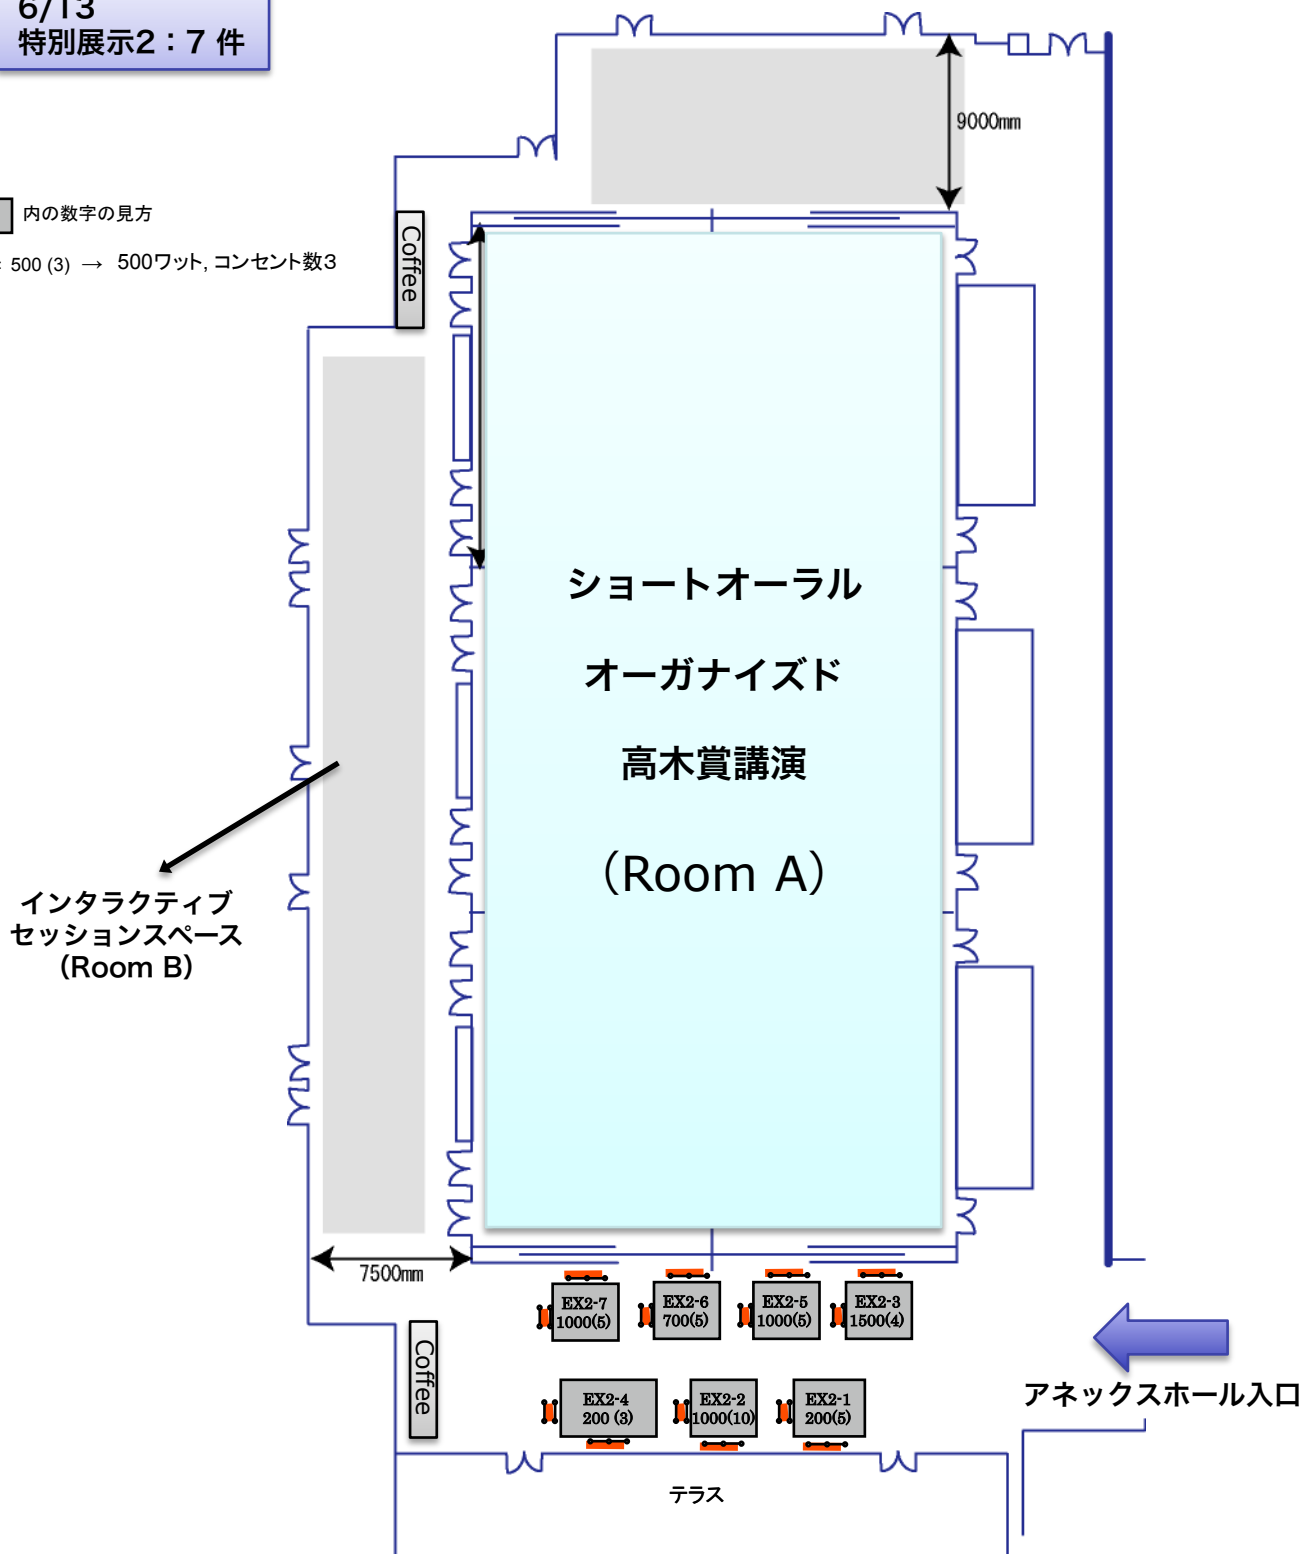 6/13
特別展示2：7 件
9000mm
内の数字の見方
500 (3) → 500ワット, コンセント数3
Coffee
ショートオーラル
オーガナイズド
高木賞講演
（Room A）
インタラクティブ
セッションスペース
（Room B）
7500mm
EX2-7
1000(5)
EX2-6
700(5)
EX2-5
1000(5)
EX2-3
1500(4)
Coffee
EX2-4
200 (3)
EX2-2
1000(10)
EX2-1
200(5)
アネックスホール入口
テラス